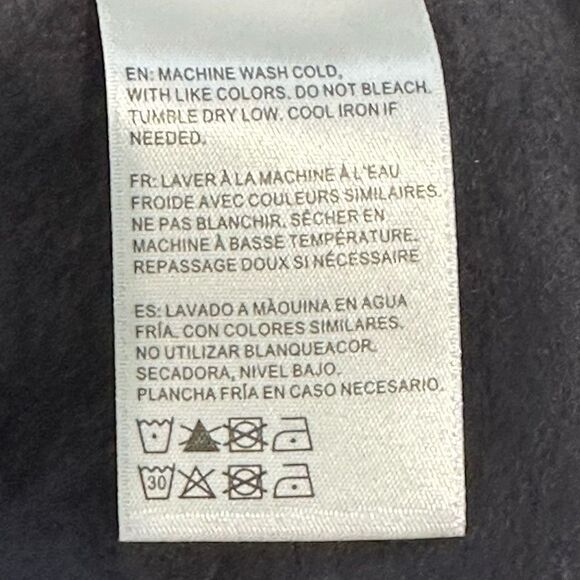 EN: MACHINE WASH COLD,
WITH LIKE COLORS. DO NOT BLEACH.
TUMBLE DRY LOW. COOL IRON IF
NEEDED.
FR: LAVER À LA MACHINE À L'EAU
FROIDE AVEC COULEURS SIMILAIRES.
NE PAS BLANCHIR. SÉCHER EN
MACHINE À BASSE TEMPÉRATURE.
REPASSAGE DOUX SI NÉCESSAIRE
ES: LAVADO A MÀOUINA EN AGUA
FRÍA. CON COLORES SIMILARES.
NO UTILIZAR BLANQUEACOR.
SECADORA, NIVEL BAJO.
PLANCHA FRÍA EN CASO NECESARIO.
30